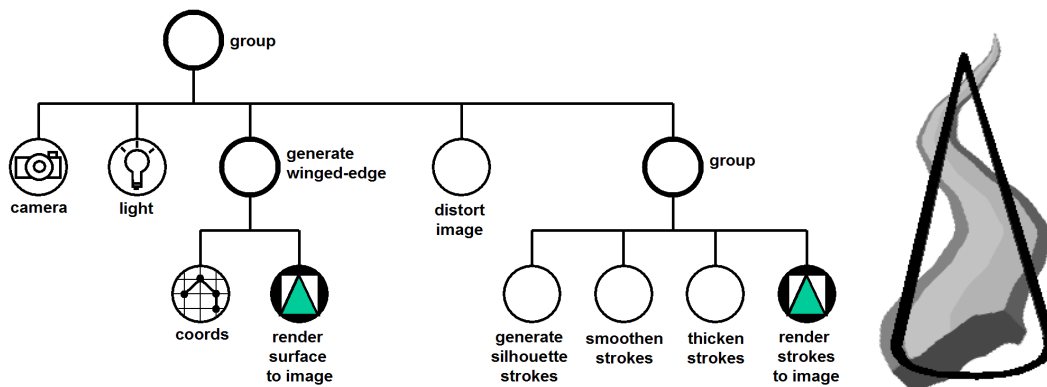 group
generate
winged-edge
group
camera
light
distort
image
coords
render
surface
to image
generate
silhouette
strokes
smoothen
strokes
thicken
strokes
render
strokes
to image